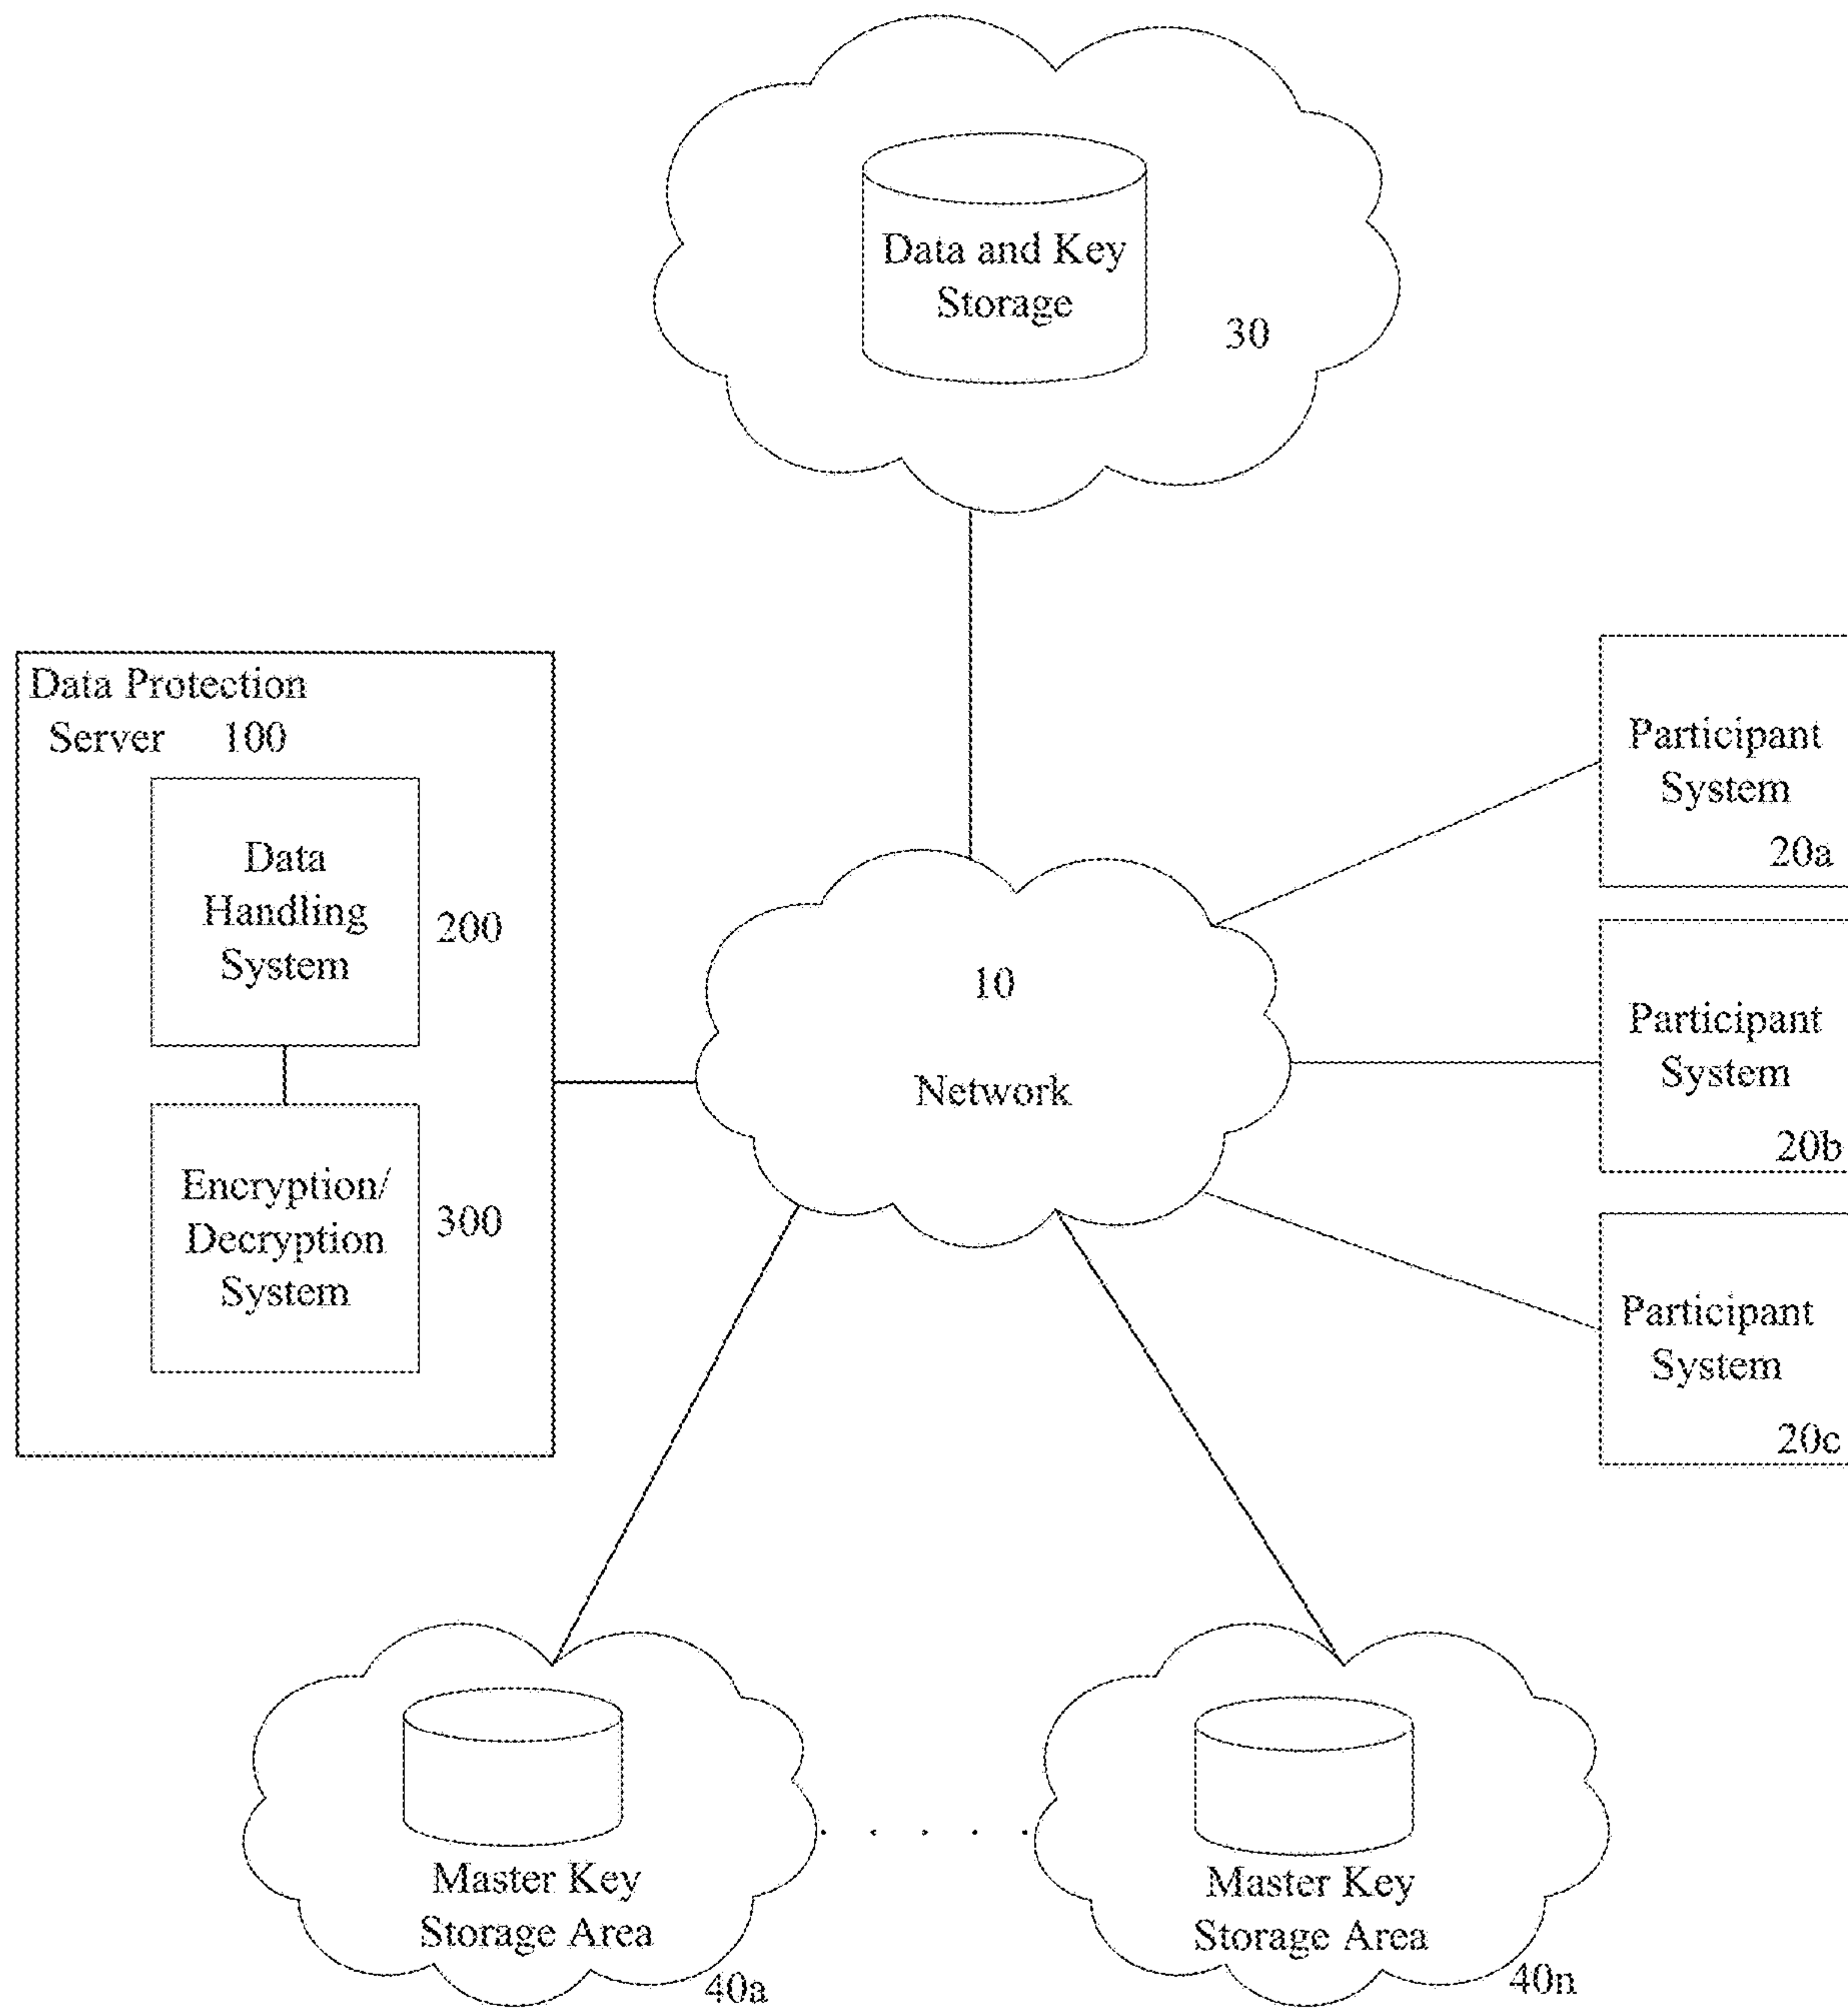 Data and Key
Storage
30
Data Protection
Server 100
Data
Handling
System
200
Encryption/
Decryption
System
300
10
Network
Participant
System
20a
Participant
System
20b
Participant
System
20c
Master Key
Storage Area
40a
Master Key
Storage Area
40n